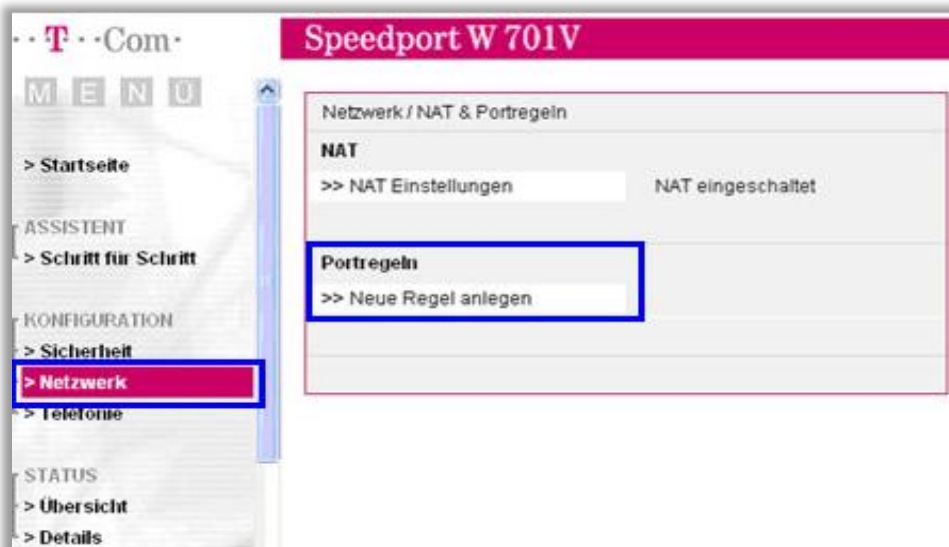 · · T · ·Com·
Speedport W 701V
MENÜ
> Startseite
ASSISTENT
> Schritt für Schritt
KONFIGURATION
> Sicherheit
> Netzwerk
> Telefonie
STATUS
> Übersicht
> Details
Netzwerk / NAT & Portregeln
NAT
>> NAT Einstellungen NAT eingeschaltet
Portregeln
>> Neue Regel anlegen